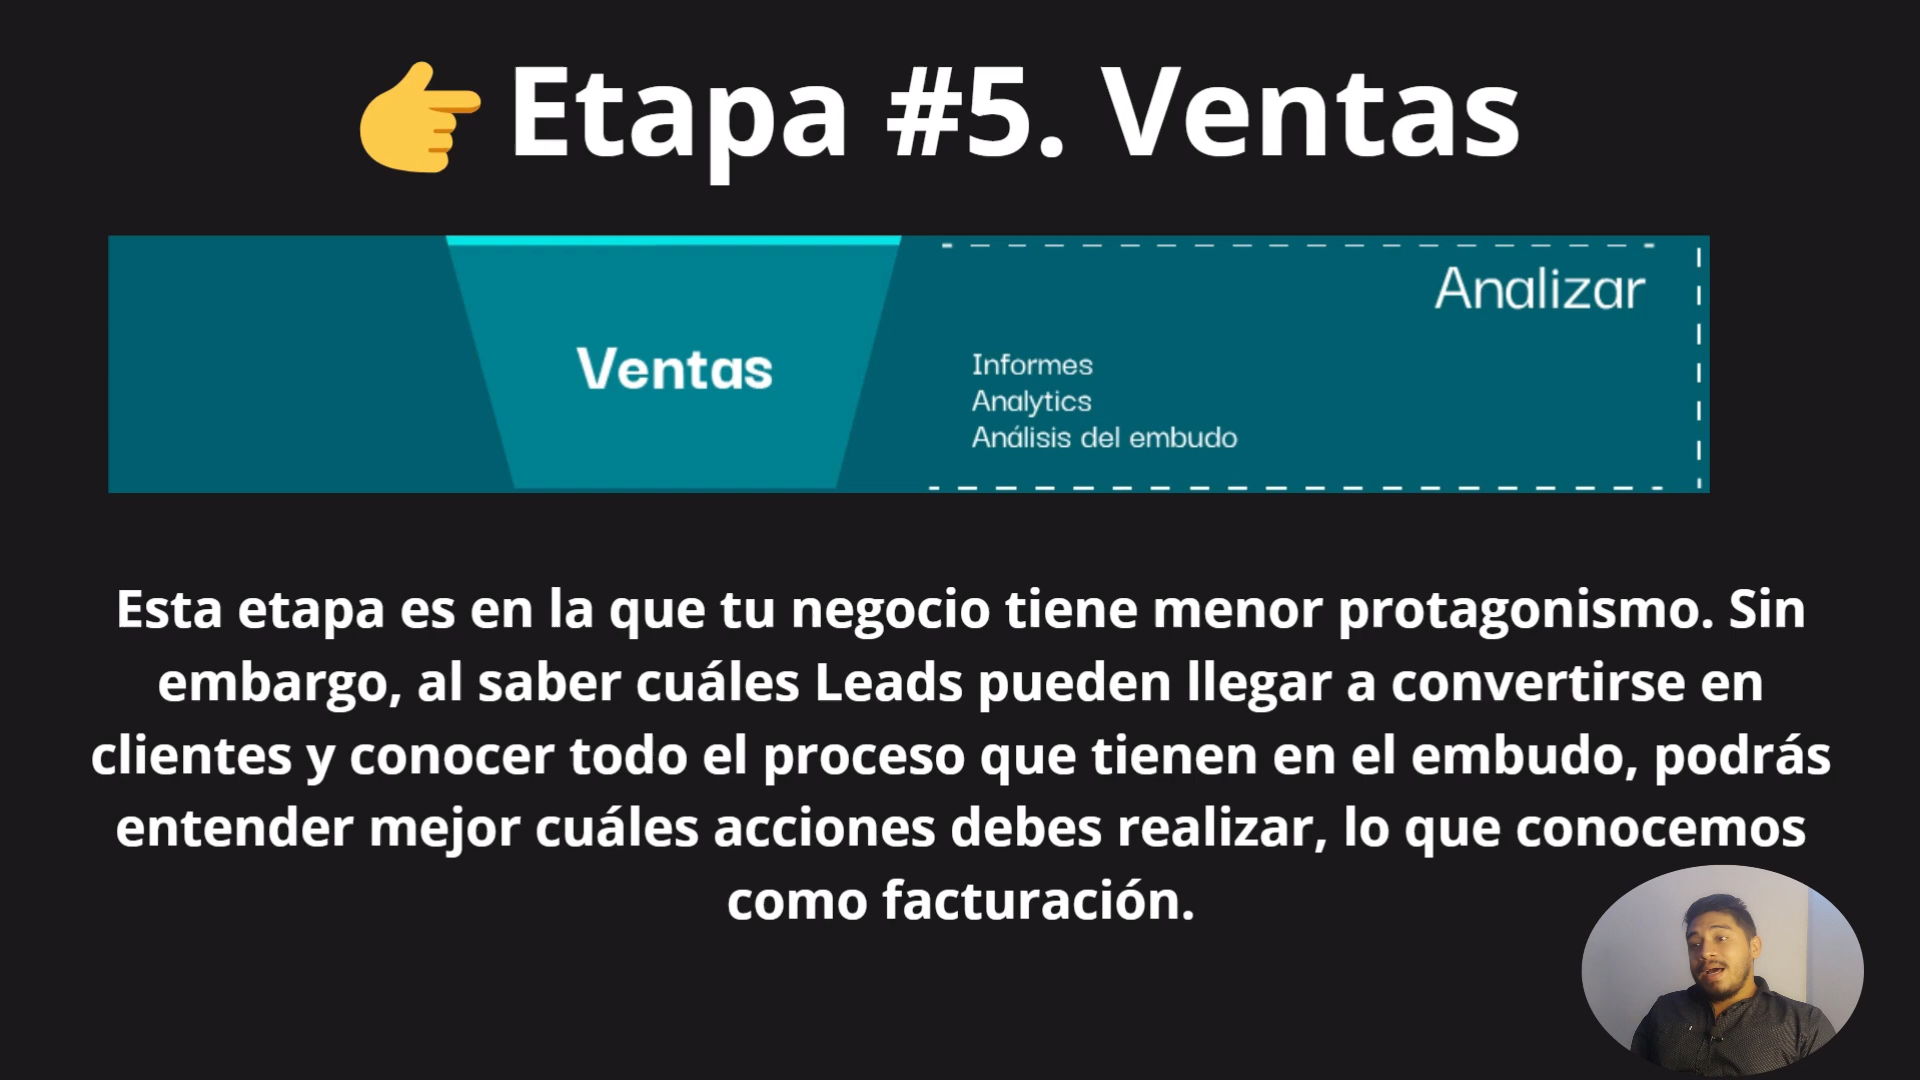 👉 Etapa #5. Ventas
Ventas
Analizar
Informes
Analytics
Análisis del embudo
Esta etapa es en la que tu negocio tiene menor protagonismo. Sin
embargo, al saber cuáles Leads pueden llegar a convertirse en
clientes y conocer todo el proceso que tienen en el embudo, podrás
entender mejor cuáles acciones debes realizar, lo que conocemos
como facturación.